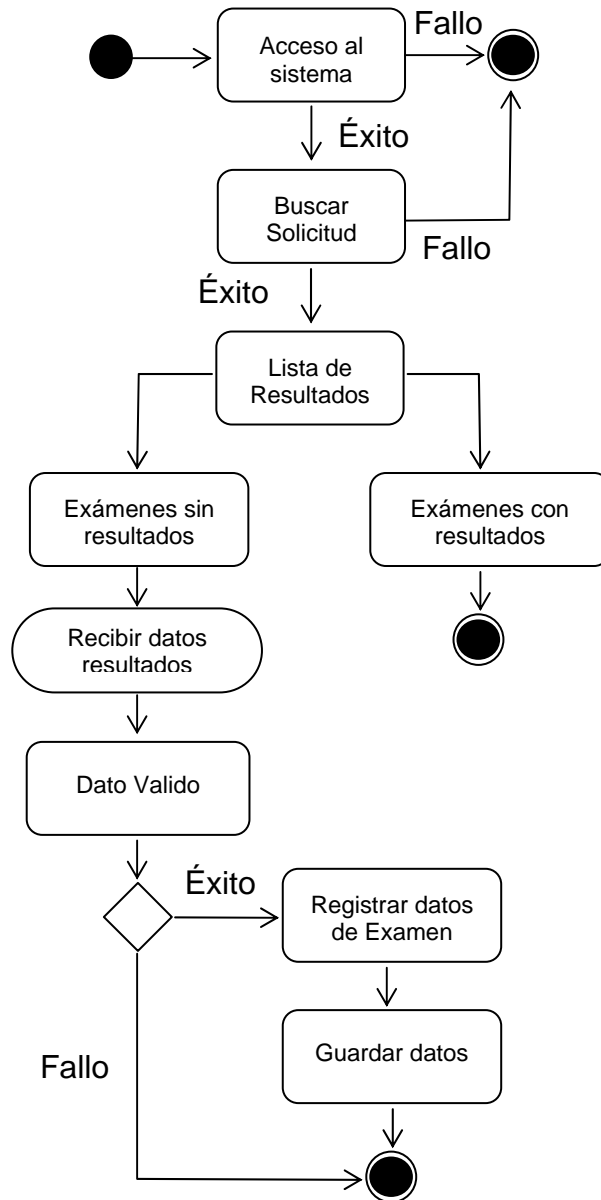 Acceso al
sistema
Fallo
Éxito
Buscar
Solicitud
Fallo
Éxito
Lista de
Resultados
Exámenes sin
resultados
Exámenes con
resultados
Recibir datos
resultados
Dato Valido
Éxito
Registrar datos
de Examen
Guardar datos
Fallo